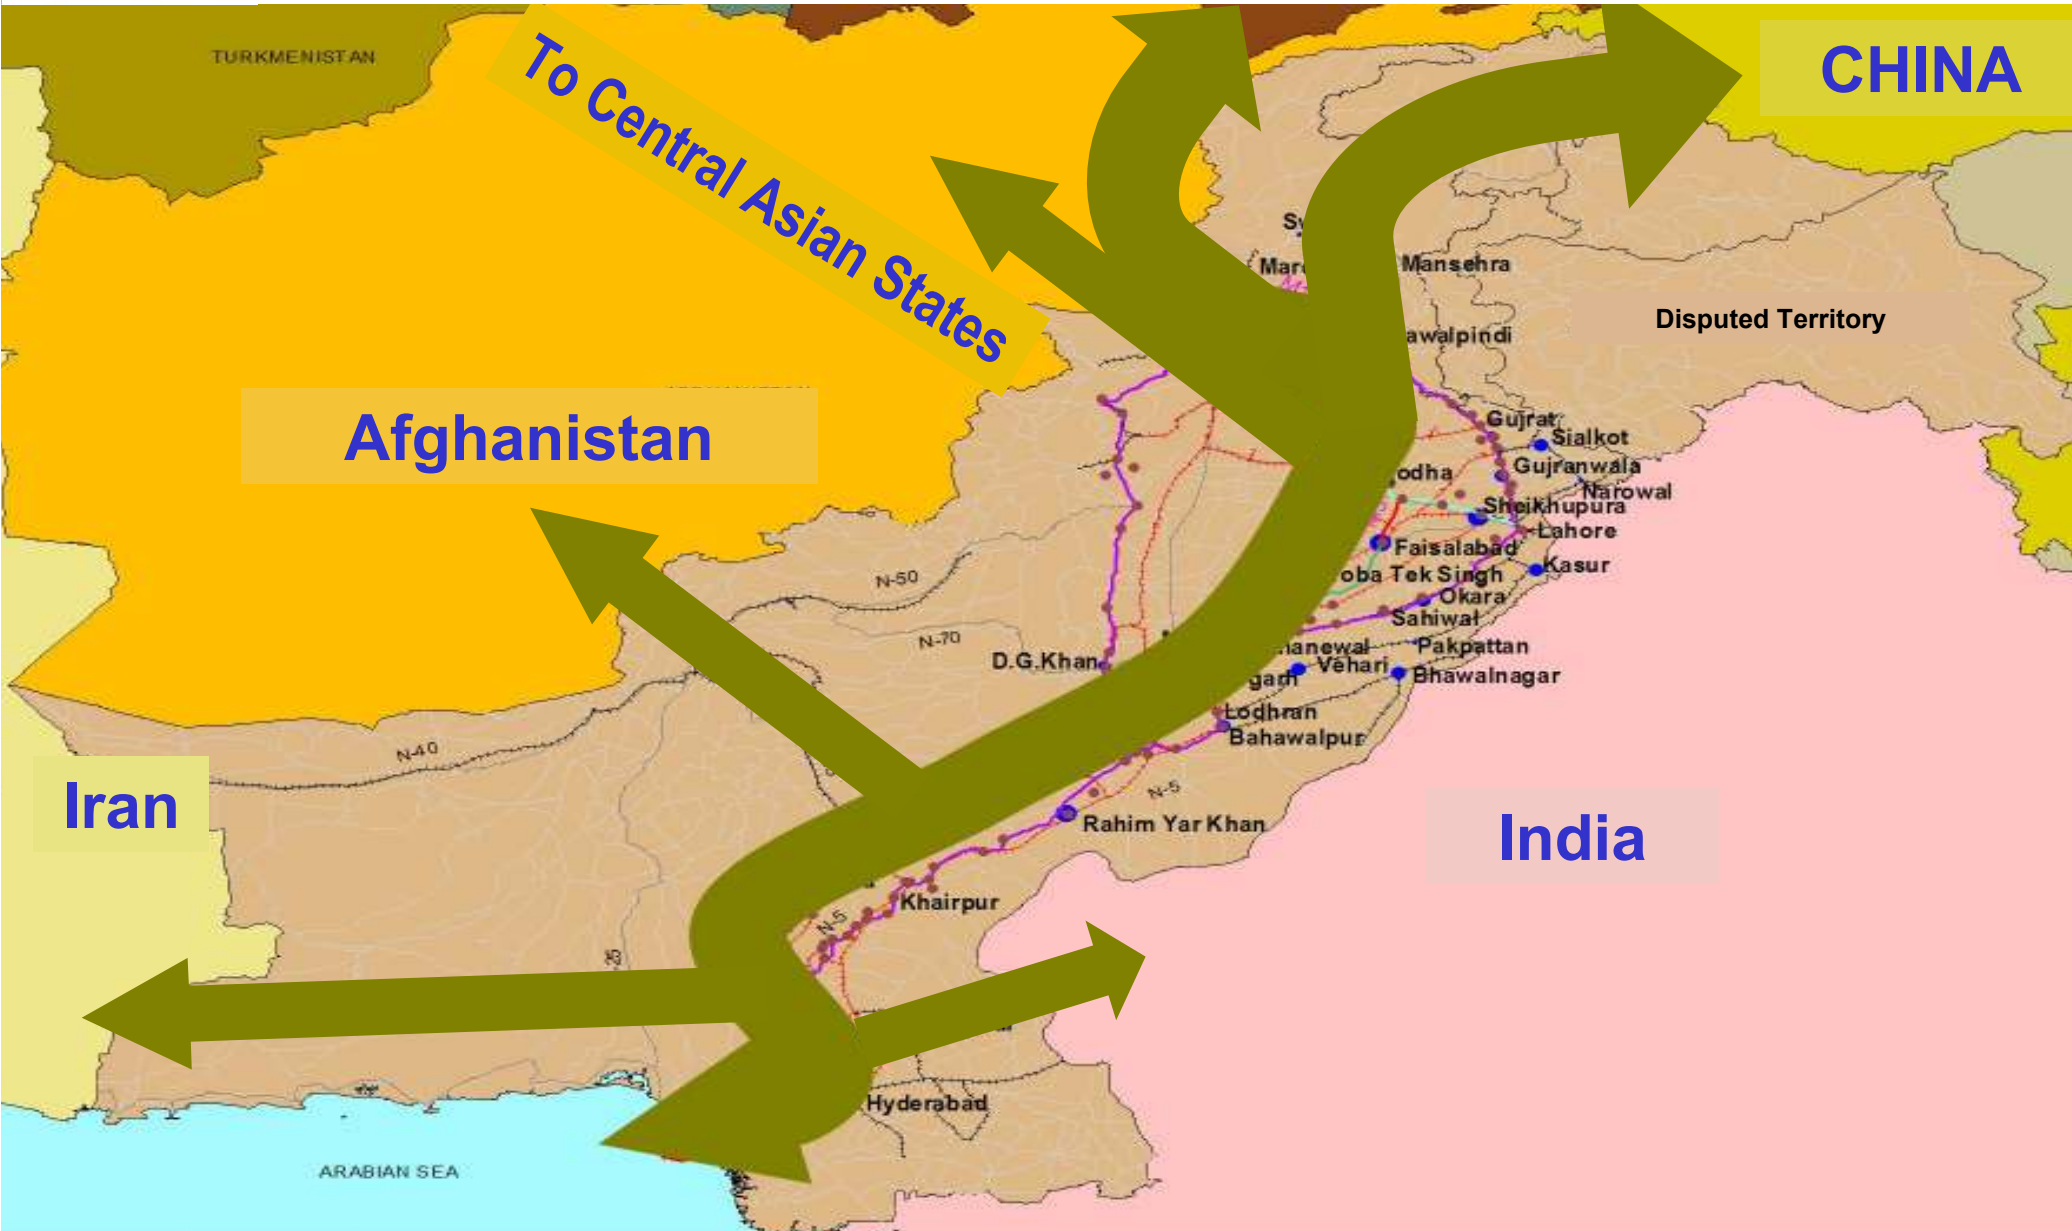 TURKMENISTAN
To Central Asian States
CHINA
Mansehra
Disputed Territory
Afghanistan
Gujrat
Sialkot
Gujranwala
Narowal
Sheikhupura
Lahore
Faisalabad
Kasur
N-50
Tek Singh
Okara
Sahiwal
N-70
Pakpattan
D.G.Khan
Vehari
Bhawalnagar
Lodhran
Bahawalpur
N-40
N-5
Iran
Rahim Yar Khan
India
Khairpur
N-5
Hyderabad
ARABIAN SEA